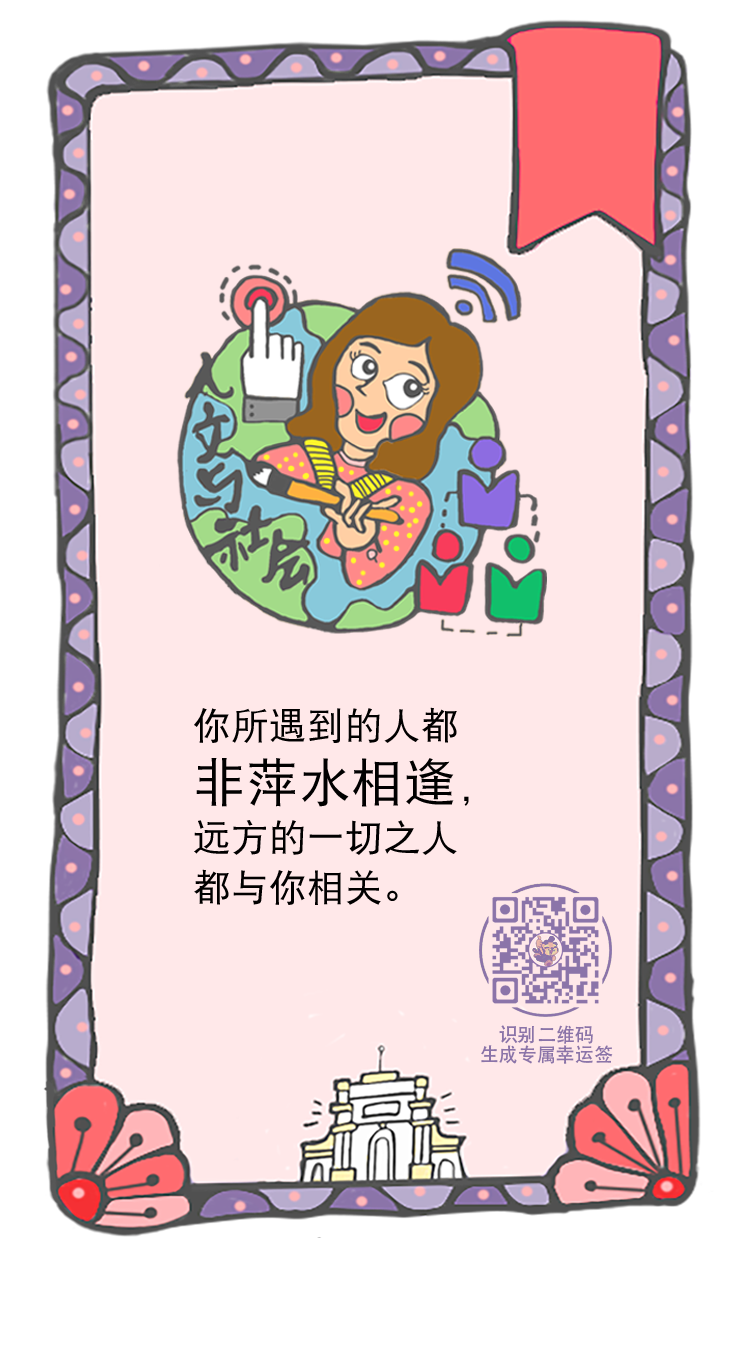 人文与社会
你所遇到的人都
非萍水相逢，
远方的一切之人
都与你相关。
识别二维码
生成专属幸运签